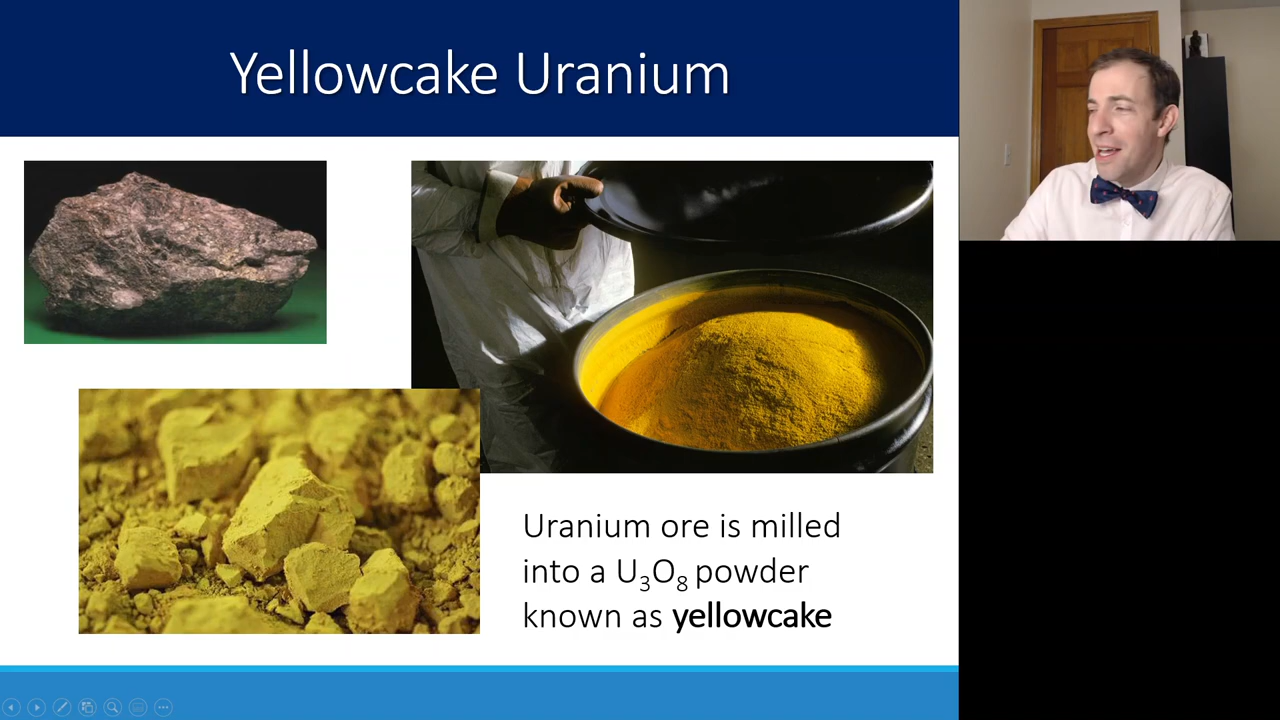 Yellowcake Uranium
Uranium ore is milled
into a U₃O₈ powder
known as yellowcake